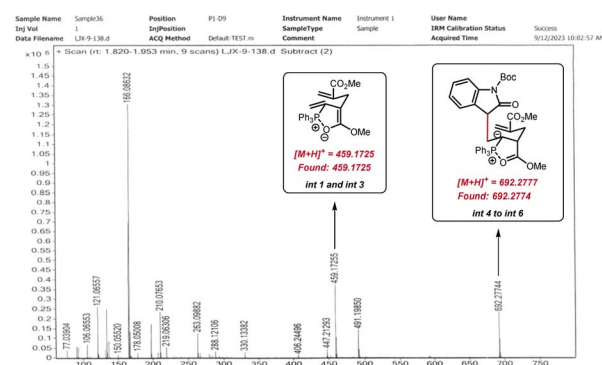 Sample Name Sample36 Position P1-D9 Instrument Name Instrument 1 User Name
Inj Vol 1 InjPosition SampleType Sample IRM Calibration Status Success
Data Filename LJX-9-138.d ACQ Method Default-TEST.m Comment Acquired Time 9/12/2023 10:02:57 AM
x10 6 + Scan (rt: 1.820-1.953 min, 9 scans) LJX-9-138.d Subtract (2)
1.45
1.4
1.35
1.3
1.25
1.2
1.15
1.1
1.05
1
0.95
0.9
0.85
0.8
0.75
0.7
0.65
0.6
0.55
0.5
0.45
0.4
0.35
0.3
0.25
0.2
0.15
0.1
0.05
0
77.03904
106.06553
121.06557
150.05520
166.08632
178.05008
210.07653
219.06306
263.09882
288.12106
330.13382
406.24496
447.21293
459.17255
491.19850
692.27744
CO₂Me
Ph₃P
⊕
O
⊖
OMe
[M+H]⁺ = 459.1725
Found: 459.1725
int 1 and int 3
Boc
N
O
CO₂Me
⊖
Ph₃P
O
⊕
OMe
[M+H]⁺ = 692.2777
Found: 692.2774
int 4 to int 6
100 150 200 250 300 350 400 450 500 550 600 650 700 750